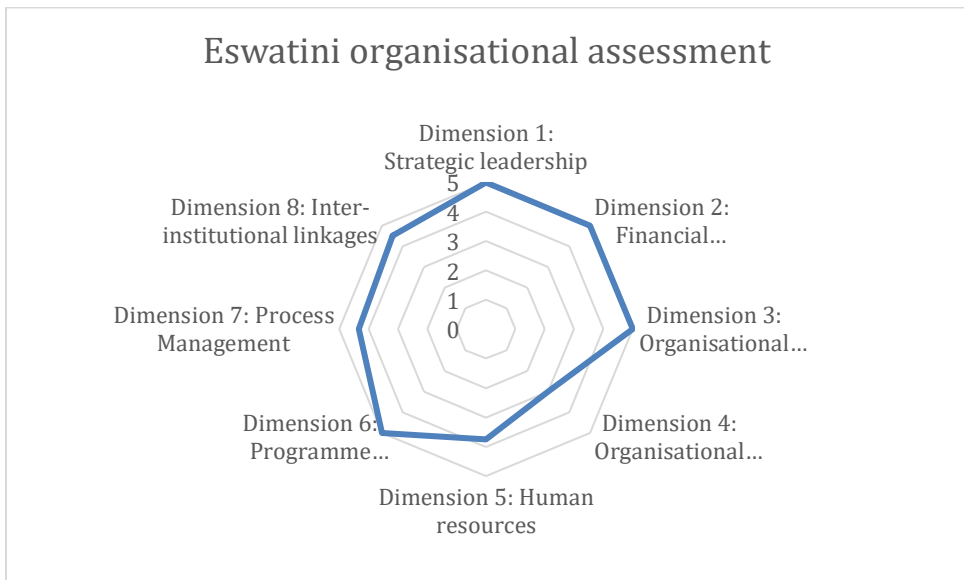 Eswatini organisational assessment
Dimension 1:
Strategic leadership
5
4
3
2
1
0
Dimension 2:
Financial…
Dimension 3:
Organisational…
Dimension 4:
Organisational…
Dimension 5: Human
resources
Dimension 6:
Programme…
Dimension 7: Process
Management
Dimension 8: Inter-
institutional linkages